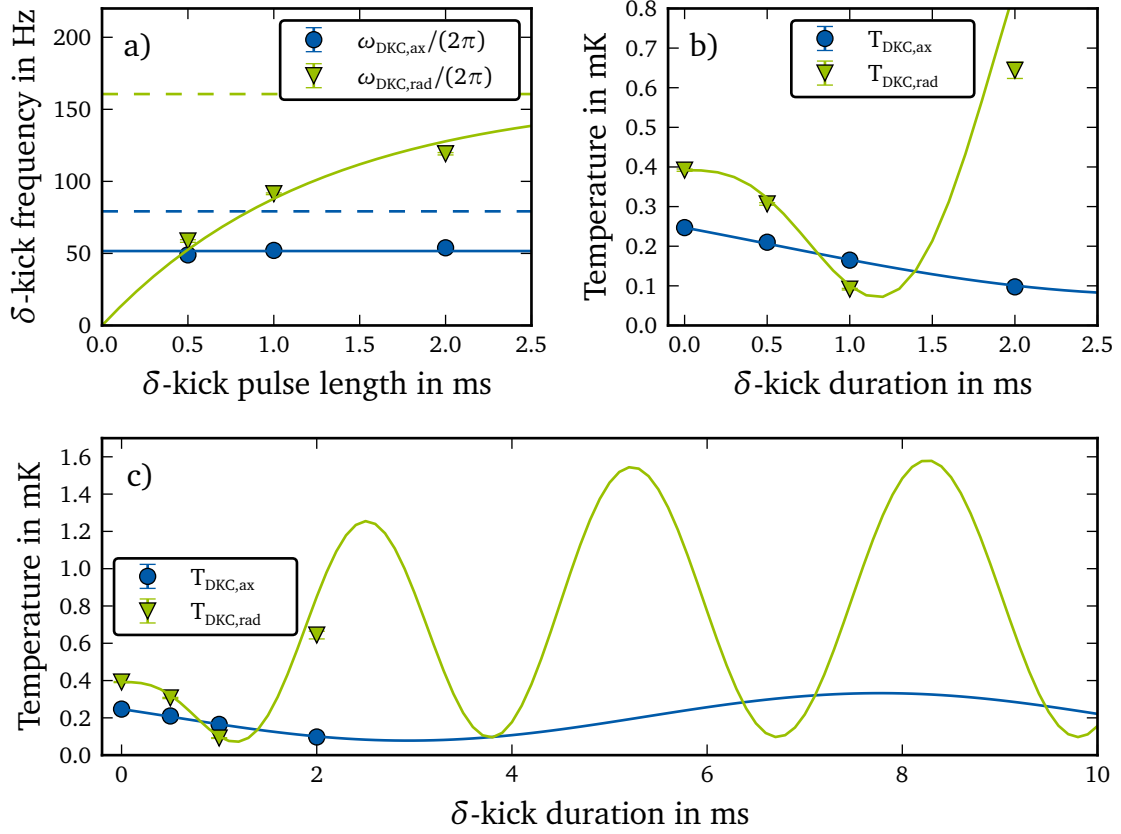 a)
ω_DKC,ax/(2π)
ω_DKC,rad/(2π)
δ-kick frequency in Hz
0
50
100
150
200
0.0 0.5 1.0 1.5 2.0 2.5
δ-kick pulse length in ms
b)
T_DKC,ax
T_DKC,rad
Temperature in mK
0.0
0.1
0.2
0.3
0.4
0.5
0.6
0.7
0.8
0.0 0.5 1.0 1.5 2.0 2.5
δ-kick duration in ms
c)
T_DKC,ax
T_DKC,rad
Temperature in mK
0.0
0.2
0.4
0.6
0.8
1.0
1.2
1.4
1.6
0 2 4 6 8 10
δ-kick duration in ms